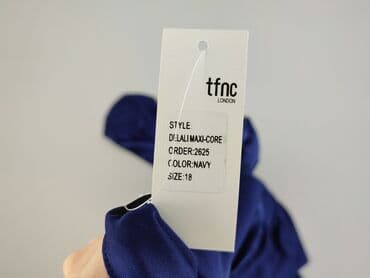 tfnc
LONDON
STYLE
DI.LALI MAXI-CORE
ORDER:2625
COLOR:NAVY
SIZE:18